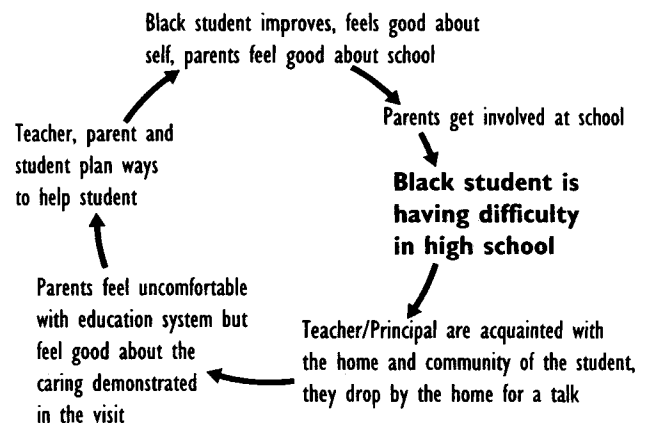 Black student improves, feels good about
self, parents feel good about school
Parents get involved at school
Black student is
having difficulty
in high school
Teacher/Principal are acquainted with
the home and community of the student,
they drop by the home for a talk
Parents feel uncomfortable
with education system but
feel good about the
caring demonstrated
in the visit
Teacher, parent and
student plan ways
to help student